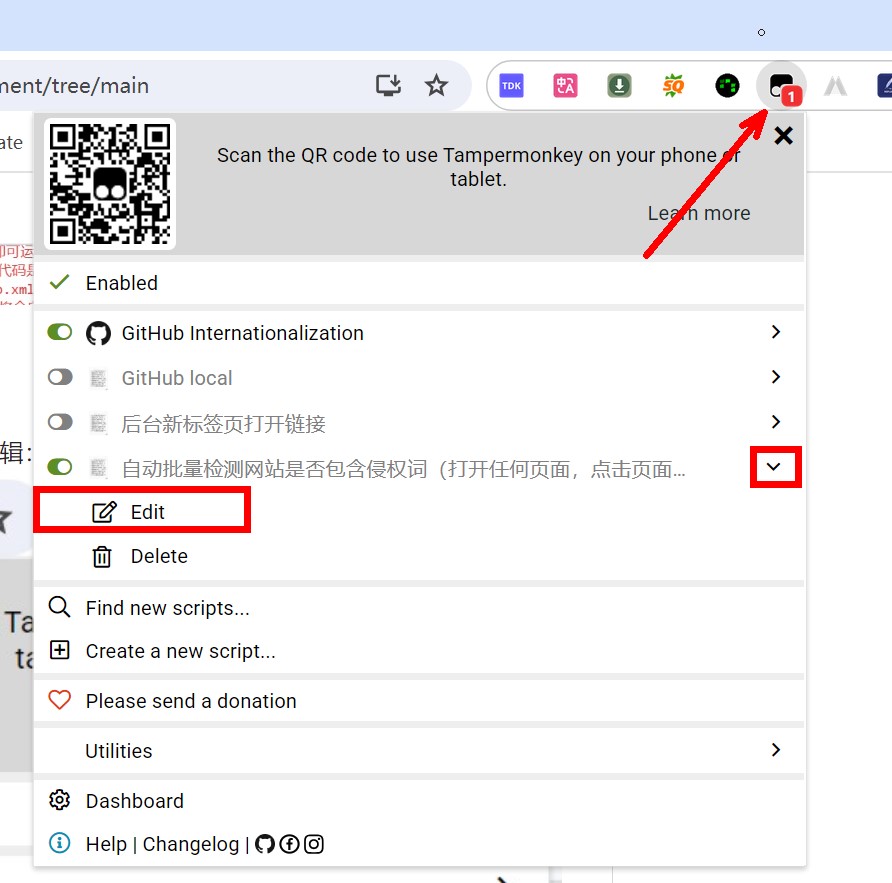 ment/tree/main
TDK
中
A
SQ
1
ate
Scan the QR code to use Tampermonkey on your phone or
tablet.
Learn more
即可运
代码是
o.xml
Enabled
GitHub Internationalization
GitHub local
后台新标签页打开链接
辑:
自动批量检测网站是否包含侵权词（打开任何页面，点击页面...
Edit
Delete
Find new scripts...
Ta
Create a new script...
ta
Please send a donation
Utilities
Dashboard
Help | Changelog |